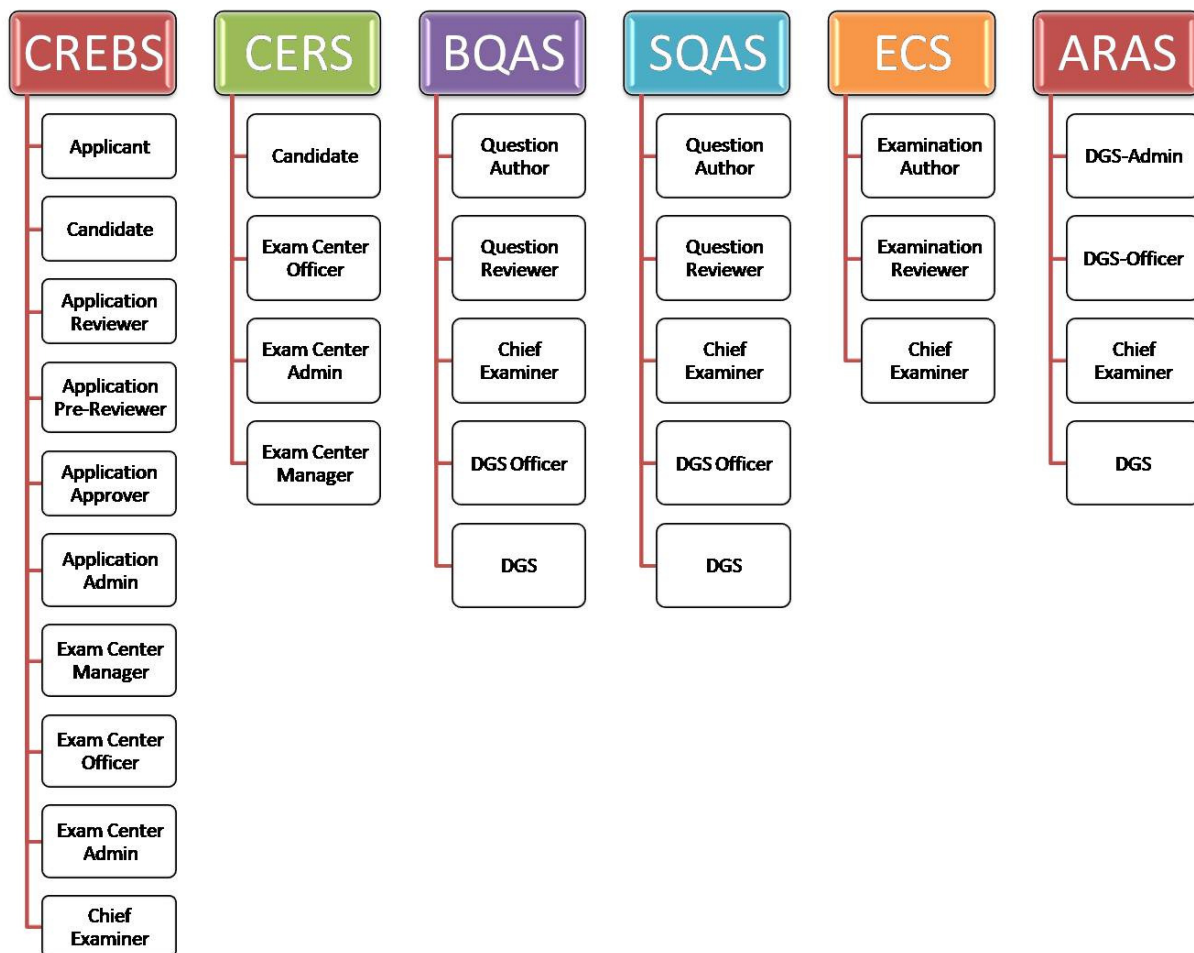 CREBS
Applicant
Candidate
Application
Reviewer
Application
Pre-Reviewer
Application
Approver
Application
Admin
Exam Center
Manager
Exam Center
Officer
Exam Center
Admin
Chief
Examiner
CERS
Candidate
Exam Center
Officer
Exam Center
Admin
Exam Center
Manager
BQAS
Question
Author
Question
Reviewer
Chief
Examiner
DGS Officer
DGS
SQAS
Question
Author
Question
Reviewer
Chief
Examiner
DGS Officer
DGS
ECS
Examination
Author
Examination
Reviewer
Chief
Examiner
ARAS
DGS-Admin
DGS-Officer
Chief
Examiner
DGS